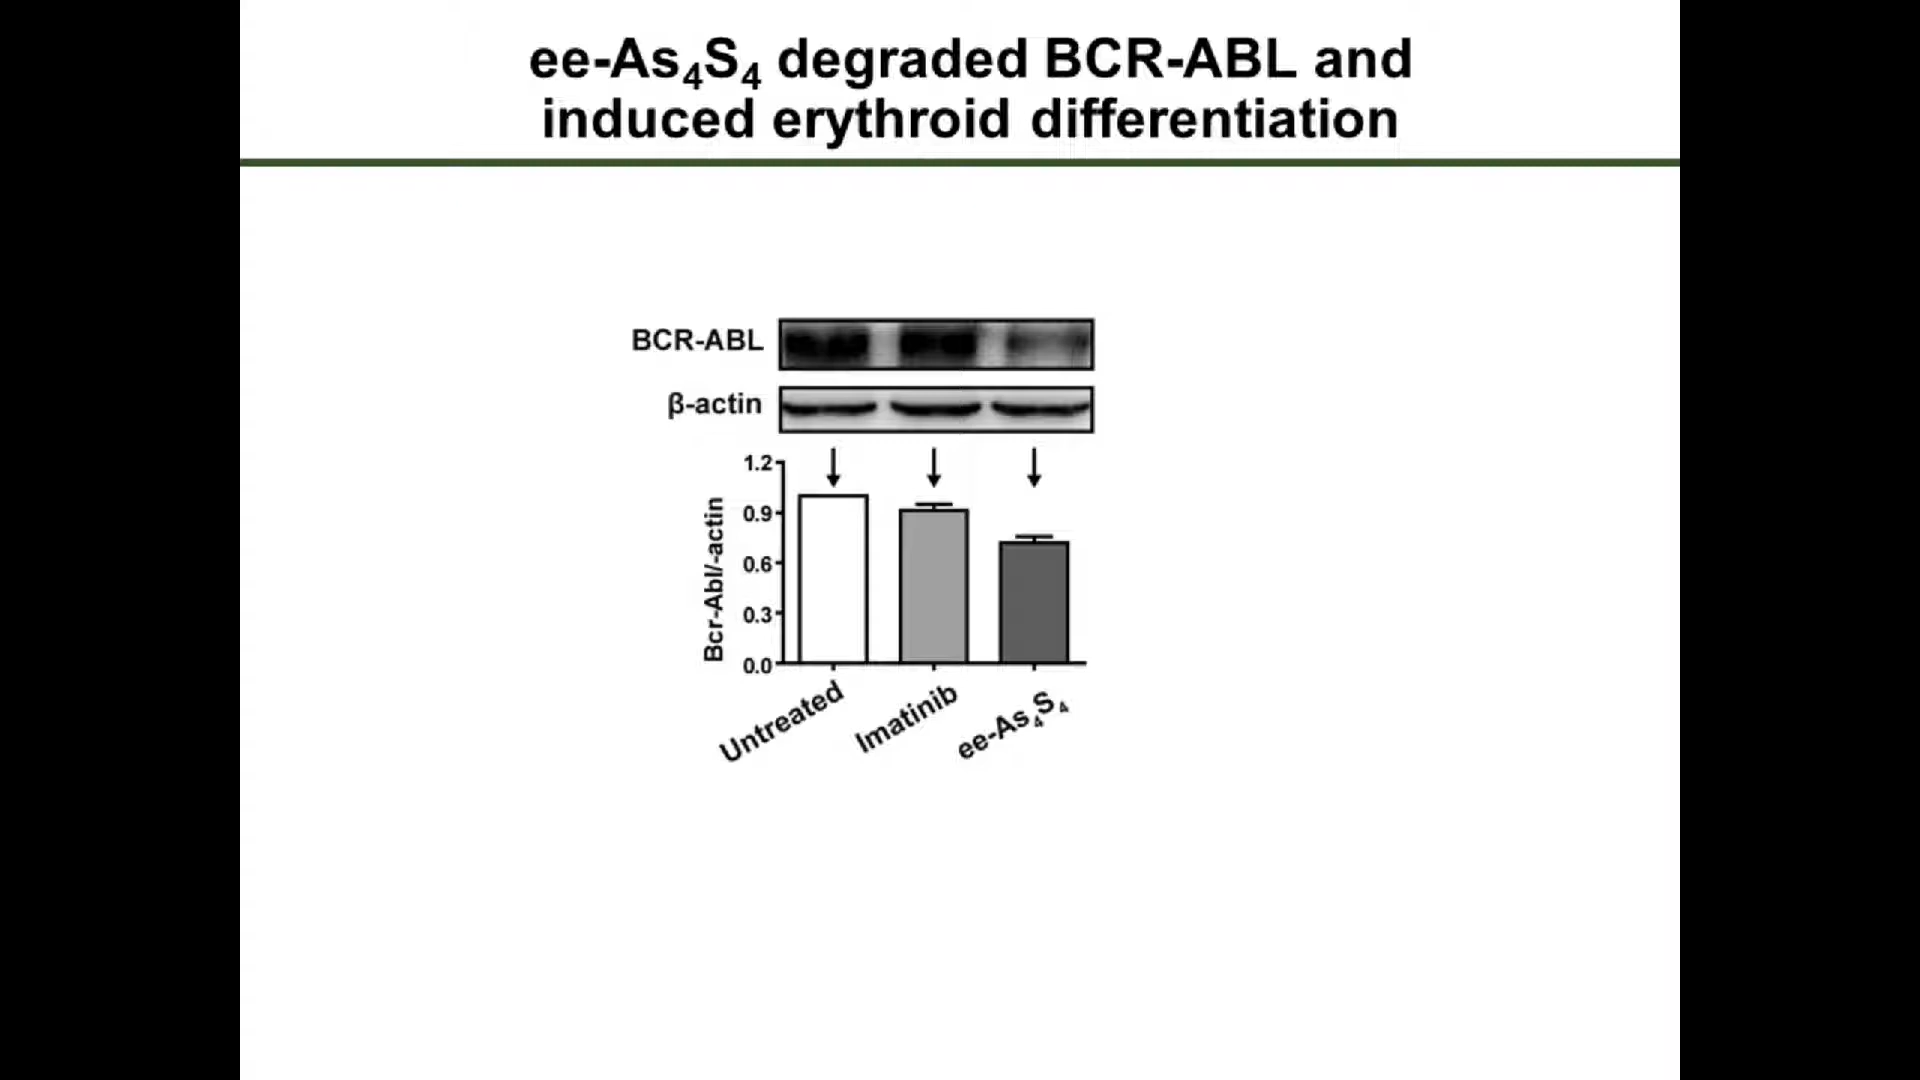 ee-As₄S₄ degraded BCR-ABL and
induced erythroid differentiation
BCR-ABL
β-actin
1.2
0.9
0.6
0.3
0.0
Bcr-Abl/-actin
Untreated
Imatinib
ee-As₄S₄